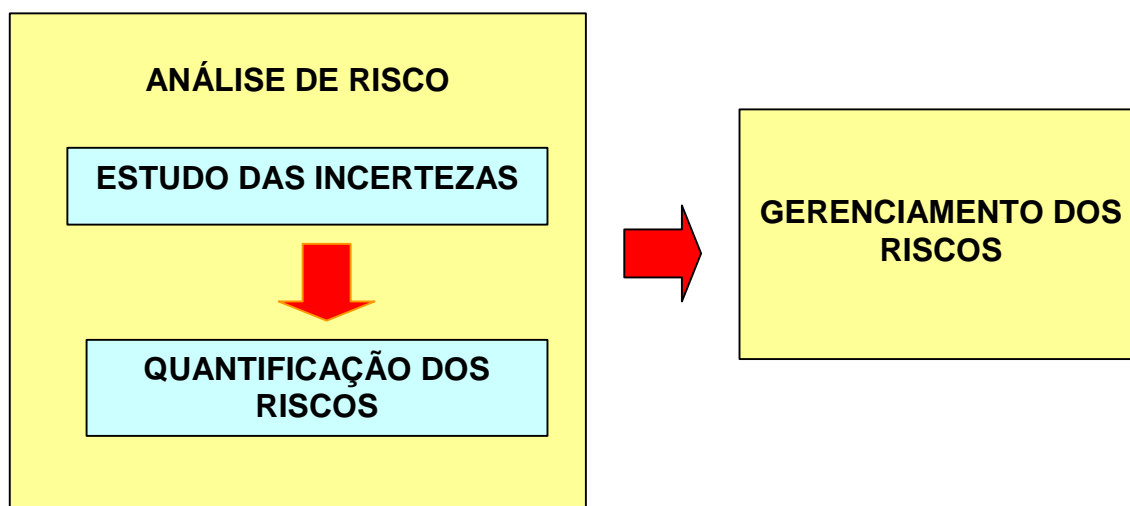 ANÁLISE DE RISCO
ESTUDO DAS INCERTEZAS
QUANTIFICAÇÃO DOS
RISCOS
GERENCIAMENTO DOS
RISCOS